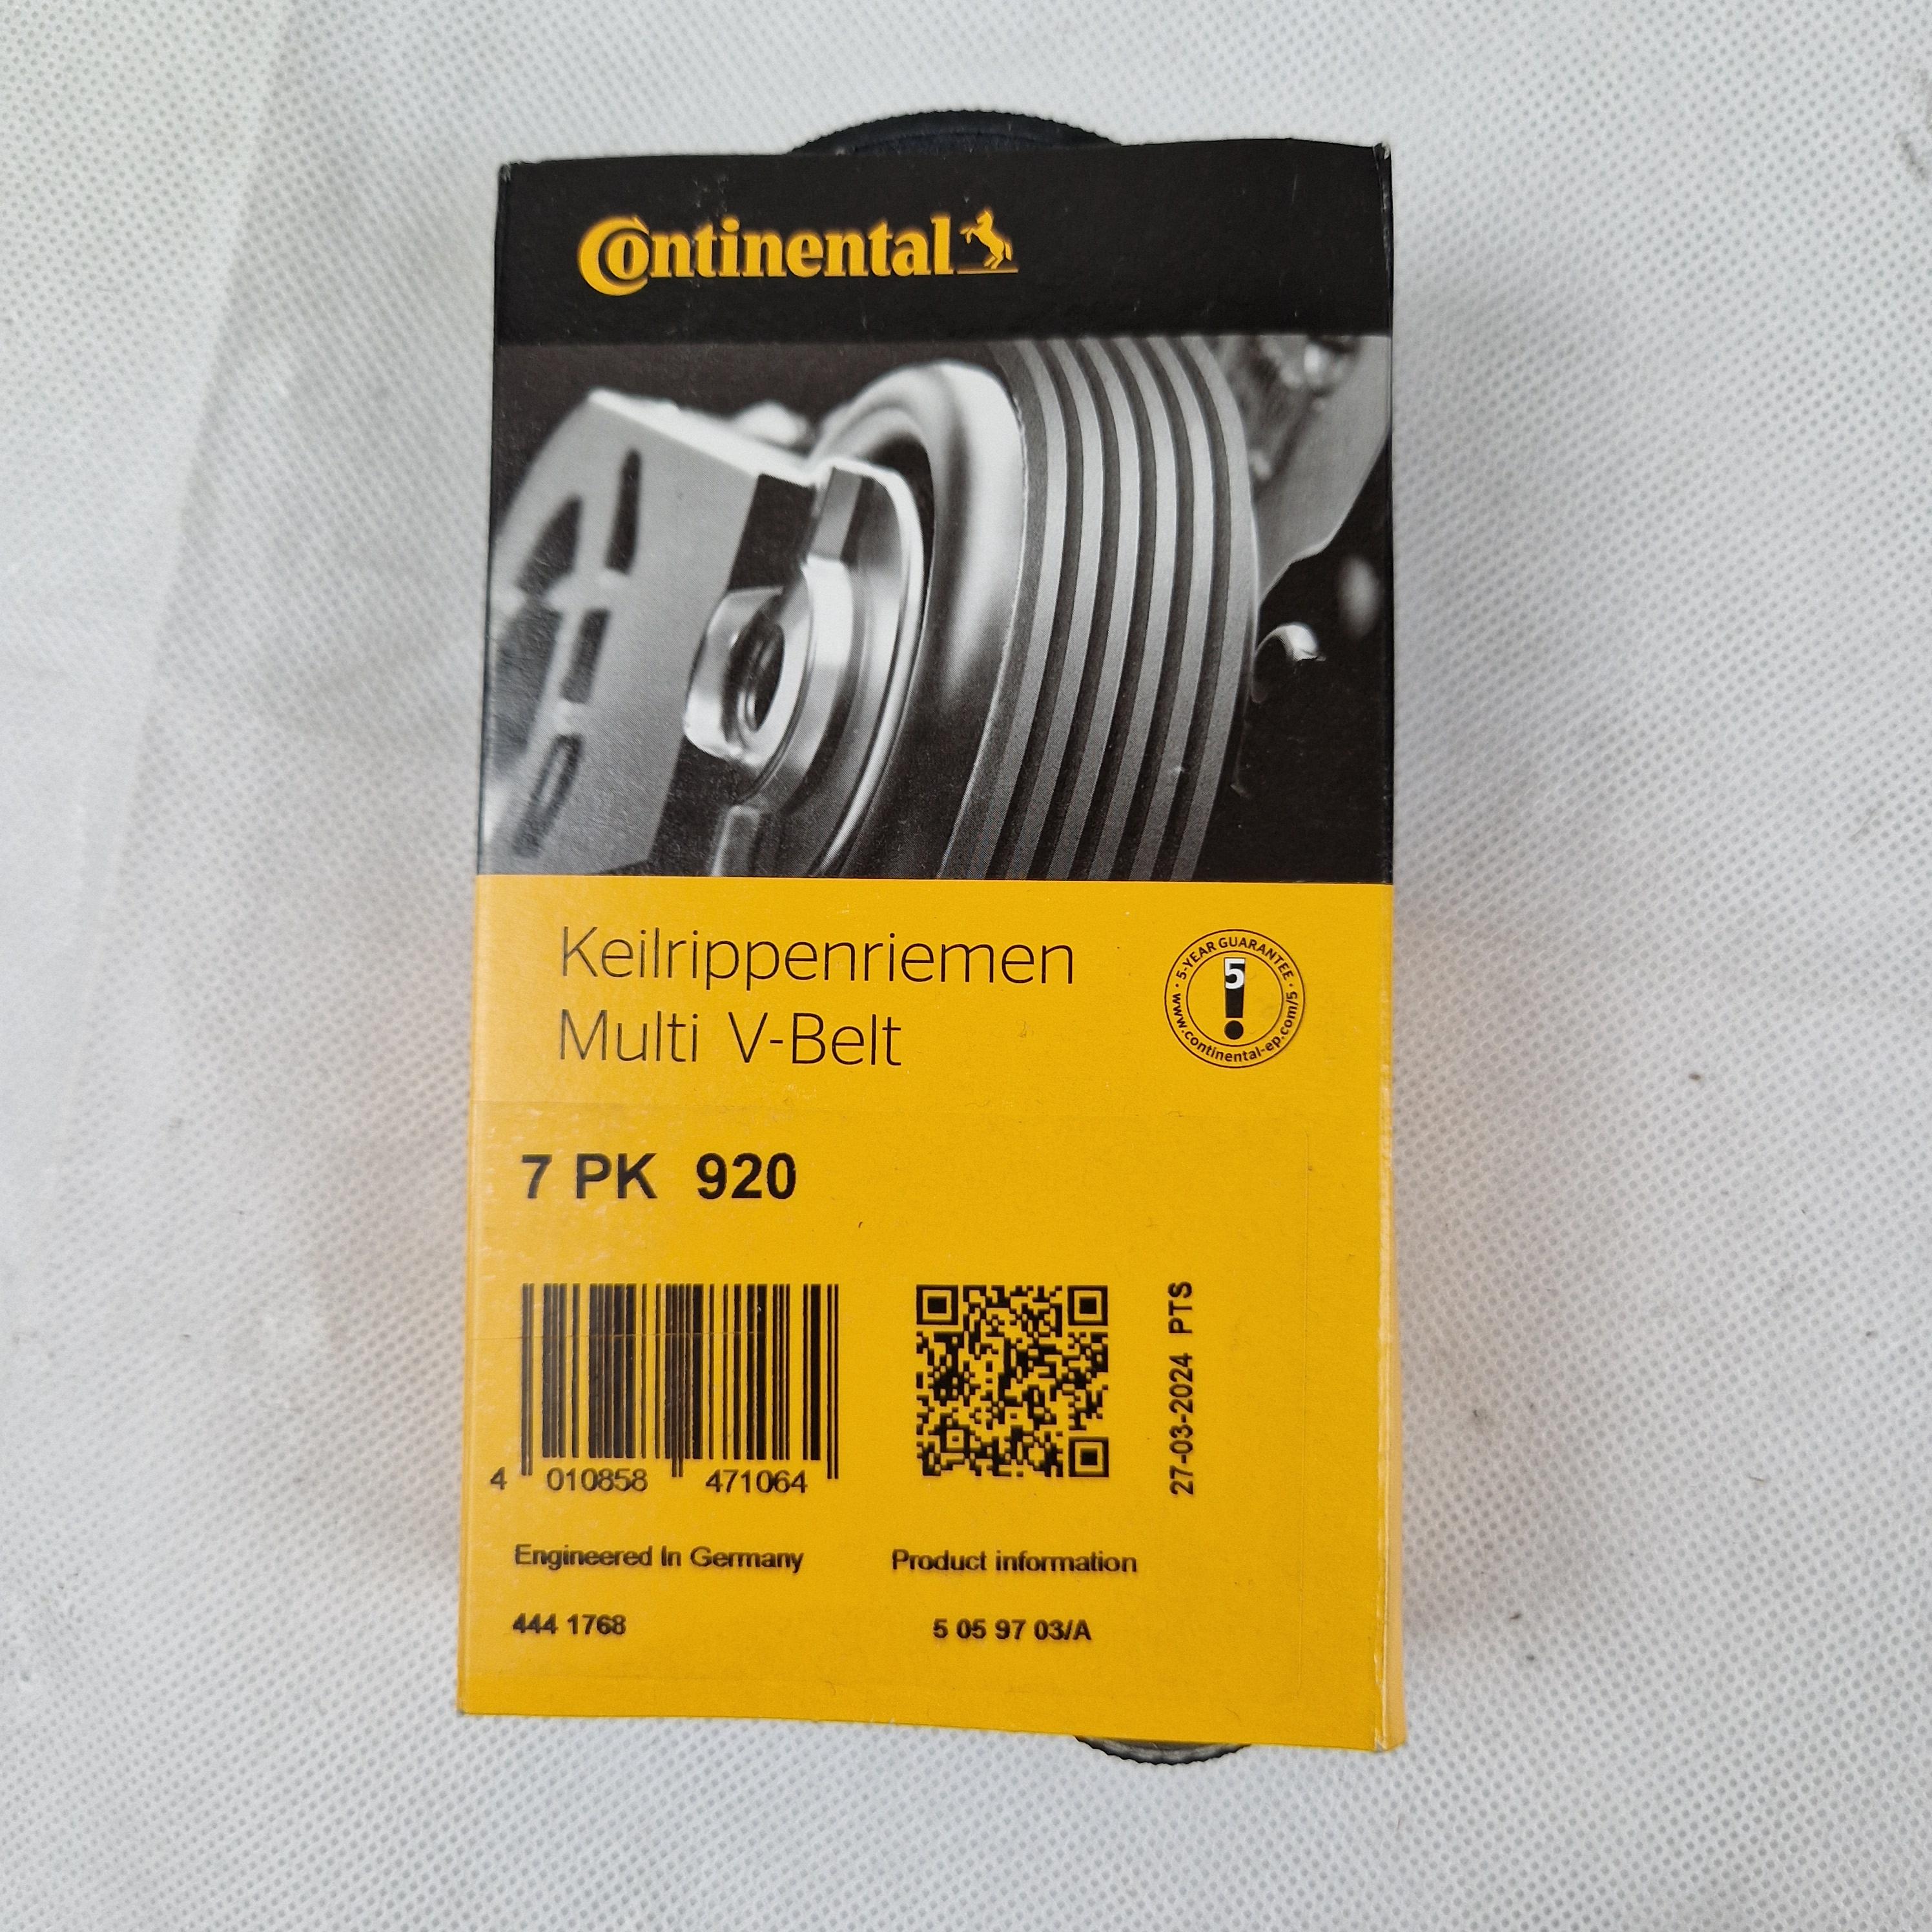 Continental
Keilrippenriemen
Multi V-Belt
· 5-YEAR GUARANTEE ·
5
www.continental-ep.com/5
7 PK 920
4 010858 471064
27-03-2024 PTS
Engineered In Germany
Product information
444 1768
5 05 97 03/A